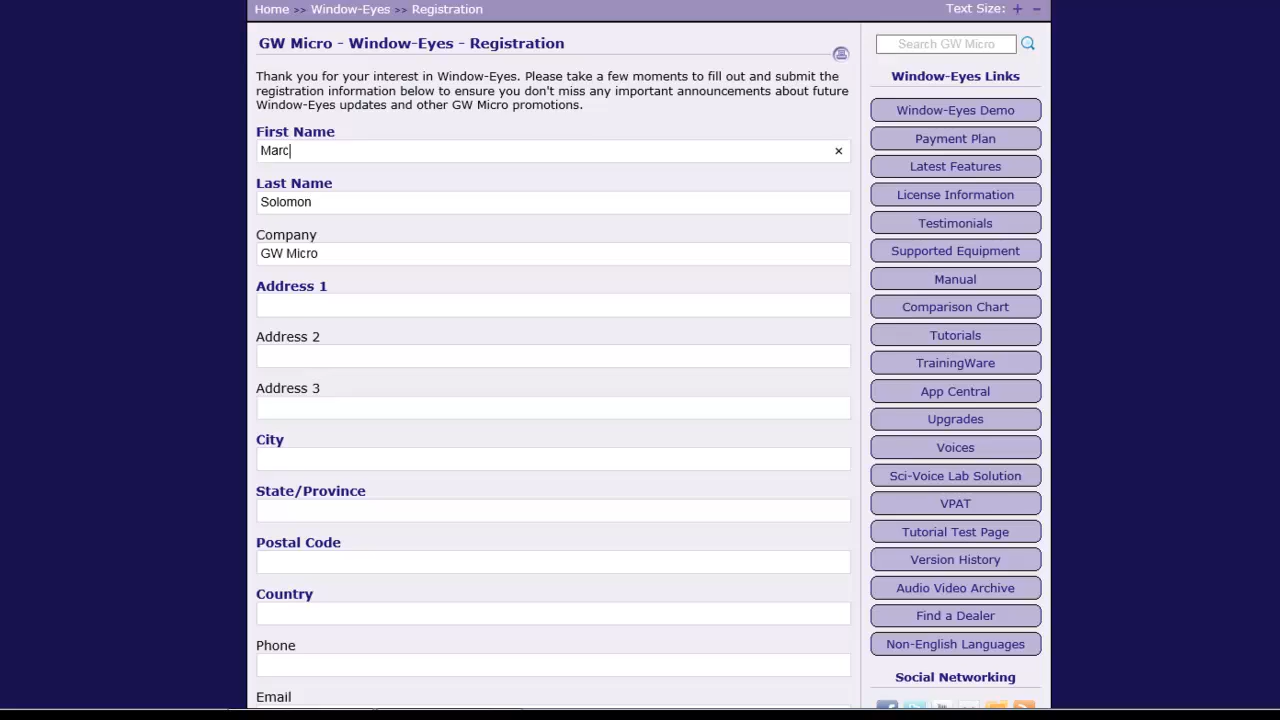 Home >> Window-Eyes >> Registration
Text Size: + −
GW Micro - Window-Eyes - Registration
Thank you for your interest in Window-Eyes. Please take a few moments to fill out and submit the
registration information below to ensure you don't miss any important announcements about future
Window-Eyes updates and other GW Micro promotions.
First Name
Marc
×
Last Name
Solomon
Company
GW Micro
Address 1
Address 2
Address 3
City
State/Province
Postal Code
Country
Phone
Email
Search GW Micro
Window-Eyes Links
Window-Eyes Demo
Payment Plan
Latest Features
License Information
Testimonials
Supported Equipment
Manual
Comparison Chart
Tutorials
TrainingWare
App Central
Upgrades
Voices
Sci-Voice Lab Solution
VPAT
Tutorial Test Page
Version History
Audio Video Archive
Find a Dealer
Non-English Languages
Social Networking